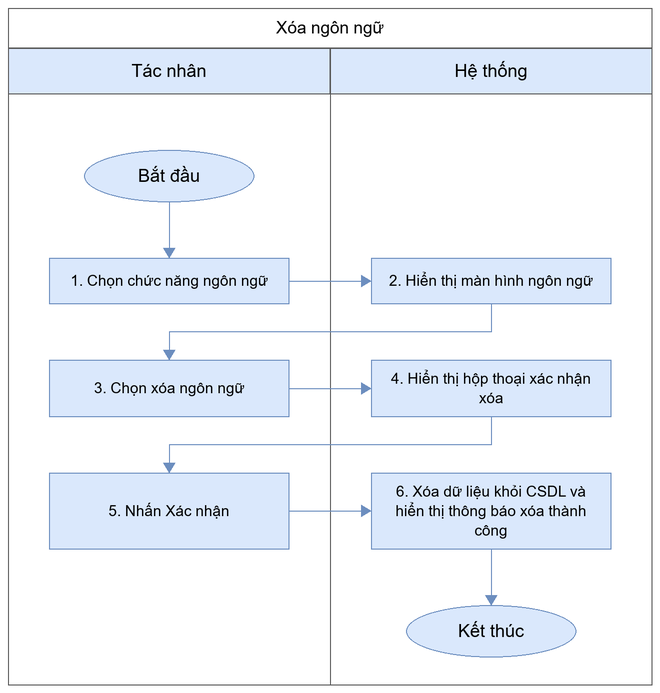 Xóa ngôn ngữ
Tác nhân
Hệ thống
Bắt đầu
1. Chọn chức năng ngôn ngữ
2. Hiển thị màn hình ngôn ngữ
3. Chọn xóa ngôn ngữ
4. Hiển thị hộp thoại xác nhận
xóa
5. Nhấn Xác nhận
6. Xóa dữ liệu khỏi CSDL và
hiển thị thông báo xóa thành
công
Kết thúc